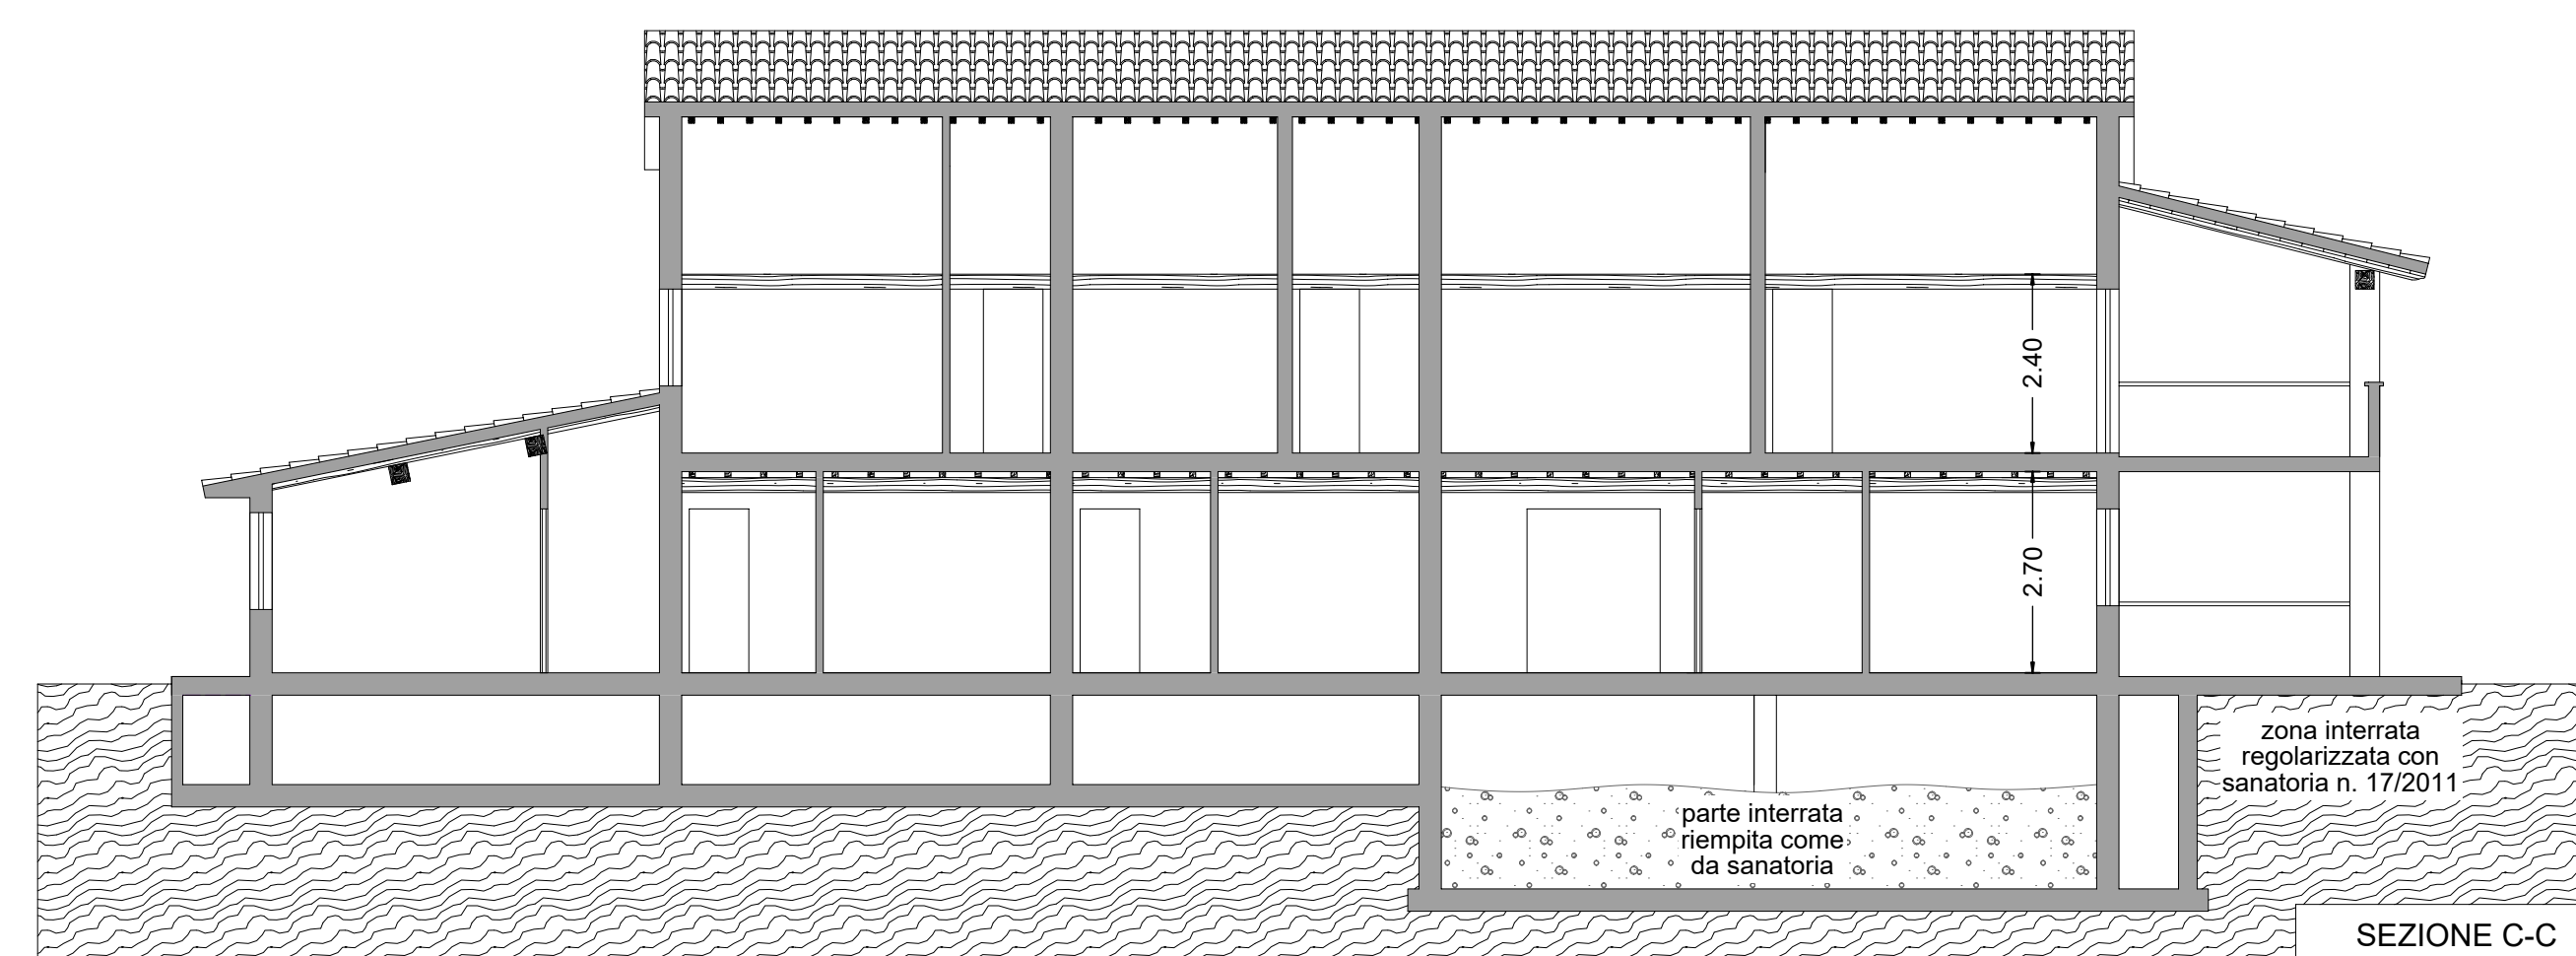 2.40
2.70
zona interrata
regolarizzata con
sanatoria n. 17/2011
parte interrata
riempita come
da sanatoria
SEZIONE C-C